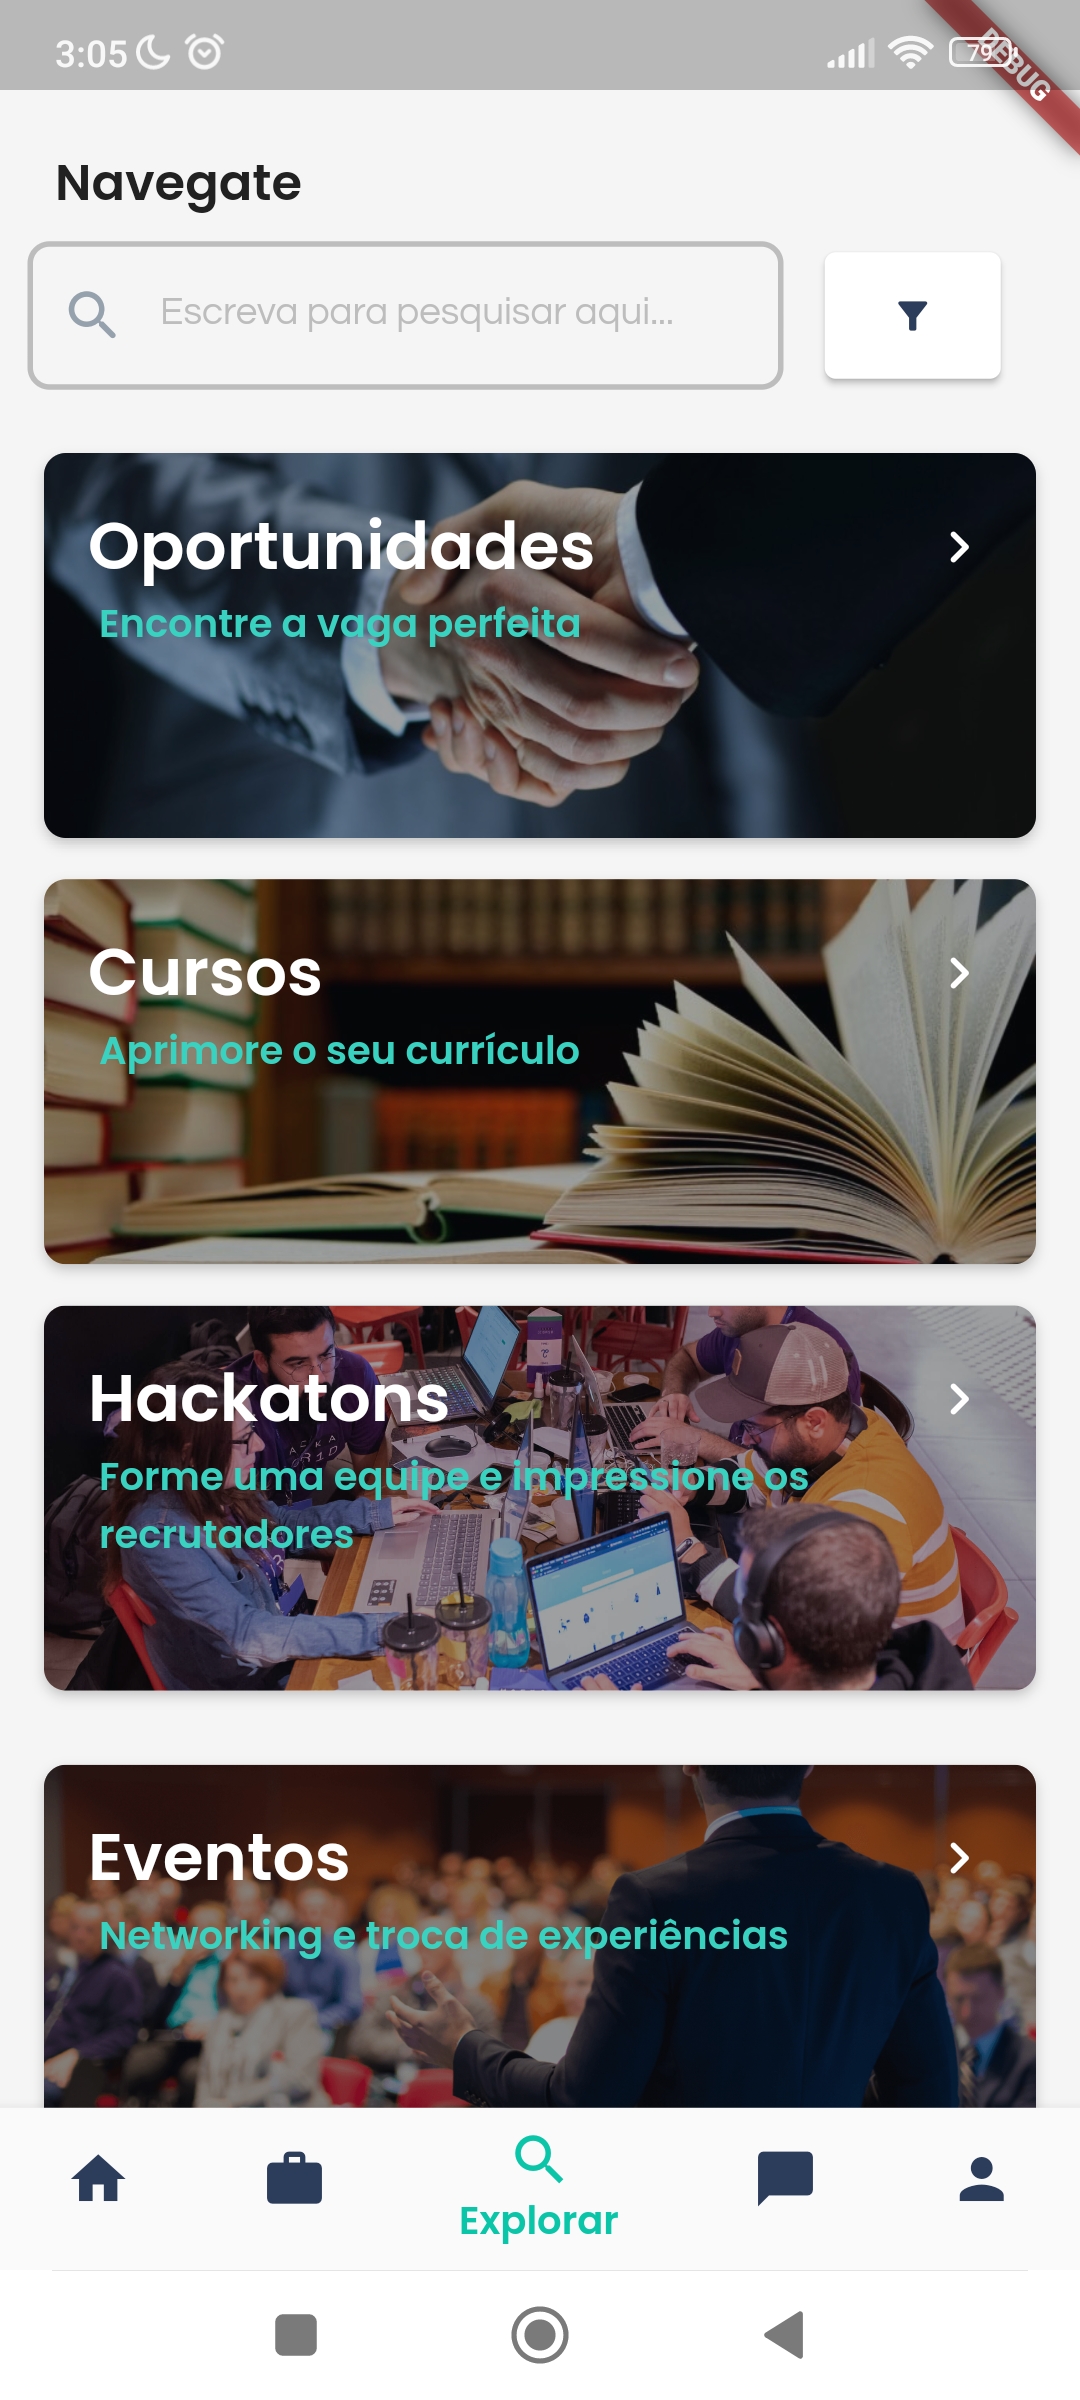 3:05
79
DEBUG
Navegate
Escreva para pesquisar aqui...
Oportunidades
Encontre a vaga perfeita
Cursos
Aprimore o seu currículo
Hackatons
Forme uma equipe e impressione os
recrutadores
Eventos
Networking e troca de experiências
Explorar